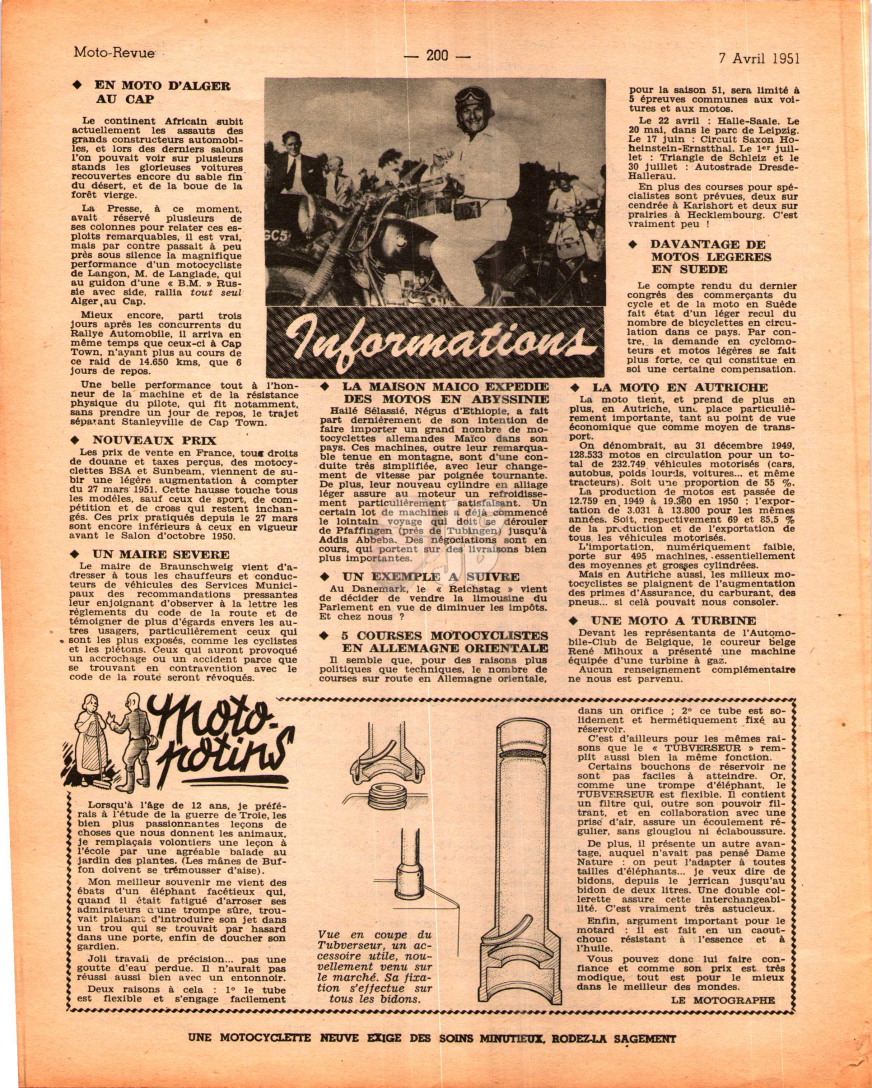 Moto-Revue
— 200 —
7 Avril 1951
◆ EN MOTO D'ALGER
AU CAP
Le continent Africain subit
actuellement les assauts des
grands constructeurs automobi-
les, et lors des derniers salons
l'on pouvait voir sur plusieurs
stands les glorieuses voitures
recouvertes encore du sable fin
du désert, et de la boue de la
forêt vierge.
La Presse, à ce moment,
avait réservé plusieurs de
ses colonnes pour relater ces es-
ploits remarquables, il est vrai,
mais par contre passait à peu
près sous silence la magnifique
performance d'un motocycliste
de Langon, M. de Langlade, qui
au guidon d'une « B.M. » Rus-
sie avec side, rallia tout seul
Alger au Cap.
Mieux encore, parti trois
jours après les concurrents du
Rallye Automobile, il arriva en
même temps que ceux-ci à Cap
Town, n'ayant plus au cours de
ce raid de 14.650 kms, que 6
jours de repos.
Une belle performance tout à l'hon-
neur de la machine et de la résistance
physique du pilote, qui fit notamment,
sans prendre un jour de repos, le trajet
séparant Stanleyville de Cap Town.
◆ NOUVEAUX PRIX
Les prix de vente en France, tous droits
de douane et taxes perçus, des motocy-
clettes BSA et Sunbeam, viennent de su-
bir une légère augmentation à compter
du 27 mars 1951. Cette hausse touche tous
les modèles, sauf ceux de sport, de com-
pétition et de cross qui restent inchan-
gés. Ces prix pratiqués depuis le 27 mars
sont encore inférieurs à ceux en vigueur
avant le Salon d'octobre 1950.
◆ UN MAIRE SEVERE
Le maire de Braunschweig vient d'a-
dresser à tous les chauffeurs et conduc-
teurs de véhicules des Services Munici-
paux des recommandations pressantes
leur enjoignant d'observer à la lettre les
règlements du code de la route et de
témoigner de plus d'égards envers les au-
tres usagers, particulièrement ceux qui
sont les plus exposés, comme les cyclistes
et les piétons. Ceux qui auront provoqué
un accrochage ou un accident parce que
se trouvant en contravention avec le
code de la route seront révoqués.
GC5
Informations
◆ LA MAISON MAICO EXPEDIE
DES MOTOS EN ABYSSINIE
Hailé Sélassié, Négus d'Ethiopie, a fait
part dernièrement de son intention de
faire importer un grand nombre de mo-
tocyclettes allemandes Maïco dans son
pays. Ces machines, outre leur remarqua-
ble tenue en montagne, sont d'une con-
duite très simplifiée, avec leur change-
ment de vitesse par poignée tournante.
De plus, leur nouveau cylindre en alliage
léger assure au moteur un refroidisse-
ment particulièrement satisfaisant. Un
certain lot de machines a déjà commencé
le lointain voyage qui doit se dérouler
de Pfaffingen (près de Tubingen) jusqu'à
Addis Abbeba. Des négociations sont en
cours, qui portent sur des livraisons bien
plus importantes.
◆ UN EXEMPLE A SUIVRE
Au Danemark, le « Reichstag » vient
de décider de vendre la limousine du
Parlement en vue de diminuer les impôts.
Et chez nous ?
◆ 5 COURSES MOTOCYCLISTES
EN ALLEMAGNE ORIENTALE
Il semble que, pour des raisons plus
politiques que techniques, le nombre de
courses sur route en Allemagne orientale,
pour la saison 51, sera limité à
5 épreuves communes aux voi-
tures et aux motos.
Le 22 avril : Halle-Saale. Le
20 mai, dans le parc de Leipzig.
Le 17 juin : Circuit Saxon Ho-
heinstein-Ernstthal. Le 1er juil-
let : Triangle de Schleiz et le
30 juillet : Autostrade Dresde-
Hallerau.
En plus des courses pour spé-
cialistes sont prévues, deux sur
cendrée à Karlshort et deux sur
prairies à Hecklembourg. C'est
vraiment peu !
◆ DAVANTAGE DE
MOTOS LEGERES
EN SUEDE
Le compte rendu du dernier
congrès des commerçants du
cycle et de la moto en Suède
fait état d'un léger recul du
nombre de bicyclettes en circu-
lation dans ce pays. Par con-
tre, la demande en cyclomo-
teurs et motos légères se fait
plus forte, ce qui constitue en
soi une certaine compensation.
◆ LA MOTO EN AUTRICHE
La moto tient, et prend de plus en
plus, en Autriche, une place particuliè-
rement importante, tant au point de vue
économique que comme moyen de trans-
port.
On dénombrait, au 31 décembre 1949,
128.533 motos en circulation pour un to-
tal de 232.749 véhicules motorisés (cars,
autobus, poids lourds, voitures... et même
tracteurs). Soit une proportion de 55 %.
La production de motos est passée de
12.759 en 1949 à 19.360 en 1950 ; l'expor-
tation de 3.031 à 13.800 pour les mêmes
années. Soit, respectivement 69 et 85,5 %
de la production et de l'exportation de
tous les véhicules motorisés.
L'importation, numériquement faible,
porte sur 495 machines, essentiellement
des moyennes et grosses cylindrées.
Mais en Autriche aussi, les milieux mo-
tocyclistes se plaignent de l'augmentation
des primes d'Assurance, du carburant, des
pneus... si celà pouvait nous consoler.
◆ UNE MOTO A TURBINE
Devant les représentants de l'Automo-
bile-Club de Belgique, le coureur belge
René Milhoux a présenté une machine
équipée d'une turbine à gaz.
Aucun renseignement complémentaire
ne nous est parvenu.
Moto-
potins
Lorsqu'à l'âge de 12 ans, je préfé-
rais à l'étude de la guerre de Troie, les
bien plus passionnantes leçons de
choses que nous donnent les animaux,
je remplaçais volontiers une leçon à
l'école par une agréable balade au
jardin des plantes. (Les mânes de Buf-
fon doivent se trémousser d'aise).
Mon meilleur souvenir me vient des
ébats d'un éléphant facétieux qui,
quand il était fatigué d'arroser ses
admirateurs d'une trompe sûre, trou-
vait plaisant d'introduire son jet dans
un trou qui se trouvait par hasard
dans une porte, enfin de doucher son
gardien.
Joli travail de précision... pas une
goutte d'eau perdue. Il n'aurait pas
réussi aussi bien avec un entonnoir.
Deux raisons à cela : 1° le tube
est flexible et s'engage facilement
Vue en coupe du
Tubverseur, un ac-
cessoire utile, nou-
vellement venu sur
le marché. Sa fixa-
tion s'effectue sur
tous les bidons.
dans un orifice ; 2° ce tube est so-
lidement et hermétiquement fixé au
réservoir.
C'est d'ailleurs pour les mêmes rai-
sons que le « TUBVERSEUR » rem-
plit aussi bien la même fonction.
Certains bouchons de réservoir ne
sont pas faciles à atteindre. Or,
comme une trompe d'éléphant, le
TUBVERSEUR est flexible. Il contient
un filtre qui, outre son pouvoir fil-
trant, et en collaboration avec une
prise d'air, assure un écoulement ré-
gulier, sans glouglou ni éclaboussure.
De plus, il présente un autre avan-
tage, auquel n'avait pas pensé Dame
Nature : on peut l'adapter à toutes
tailles d'éléphants... je veux dire de
bidons, depuis le jerrican jusqu'au
bidon de deux litres. Une double col-
lerette assure cette interchangeabi-
lité. C'est vraiment très astucieux.
Enfin, argument important pour le
motard : il est fait en un caout-
chouc résistant à l'essence et à
l'huile.
Vous pouvez donc lui faire con-
fiance et comme son prix est très
modique, tout est pour le mieux
dans le meilleur des mondes.
LE MOTOGRAPHE
UNE MOTOCYCLETTE NEUVE EXIGE DES SOINS MINUTIEUX, RODEZ-LA SAGEMENT